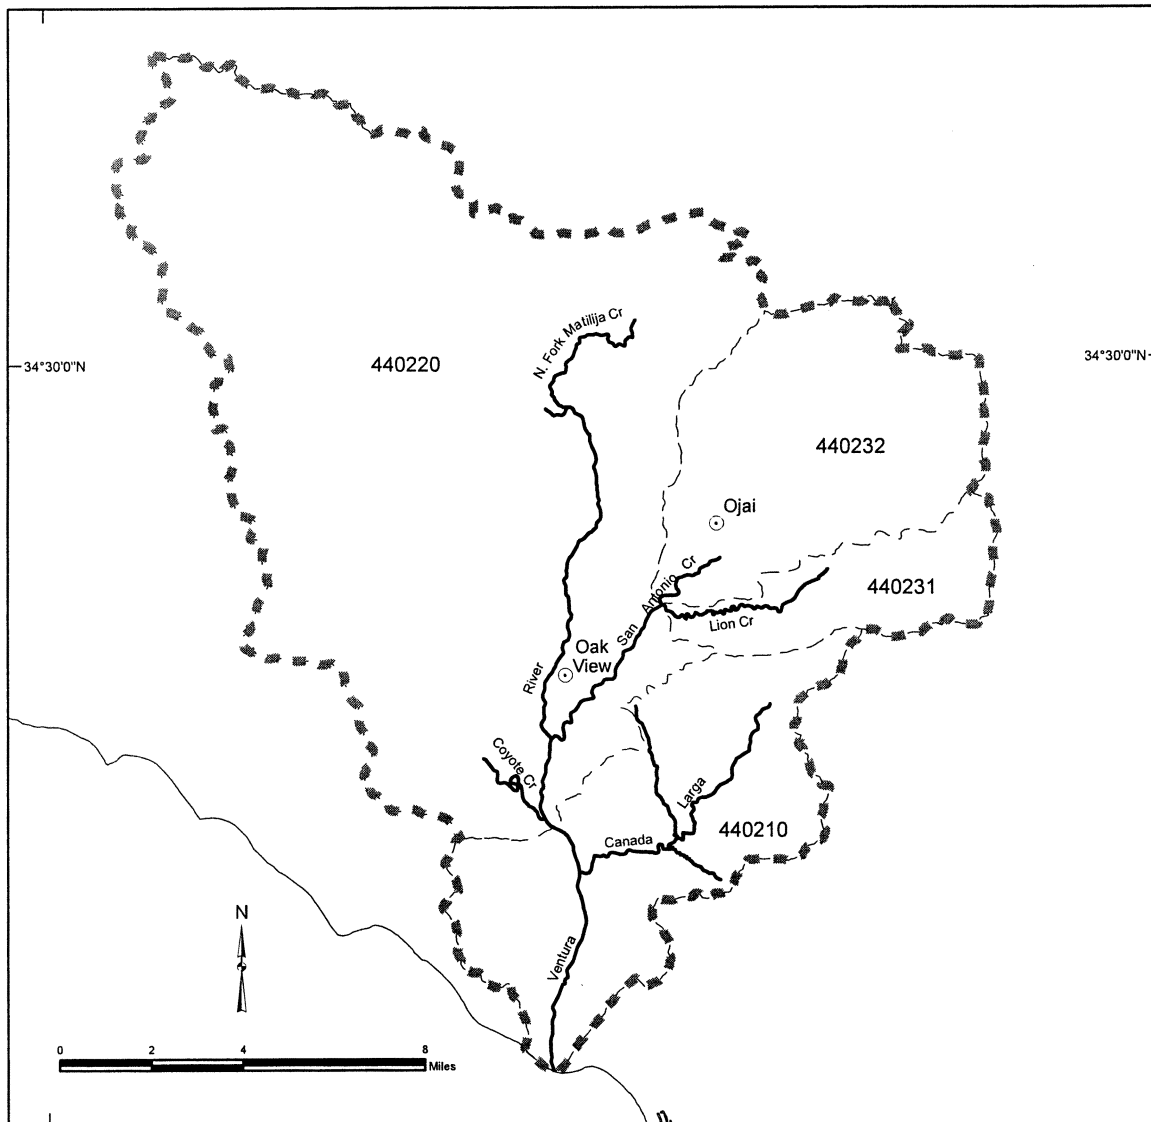 N. Fork Matilija Cr
34°30'0"N
34°30'0"N
440220
440232
Ojai
San Antonio Cr
440231
Lion Cr
Oak
View
River
Coyote Cr
Larga
440210
Canada
N
Ventura
0 2 4 8
Miles